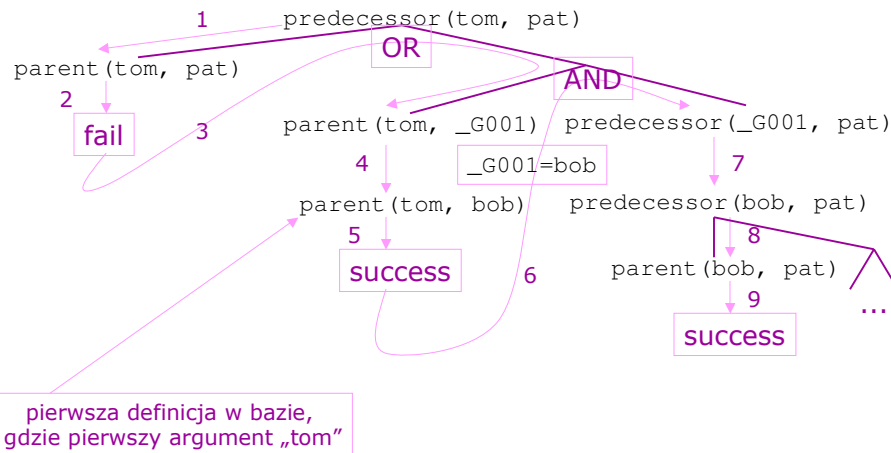 1
predecessor(tom, pat)
OR
parent(tom, pat)
AND
2
fail
3
parent(tom, _G001)
predecessor(_G001, pat)
4
_G001=bob
7
parent(tom, bob)
predecessor(bob, pat)
5
8
success
6
parent(bob, pat)
9
...
success
pierwsza definicja w bazie,
gdzie pierwszy argument „tom”